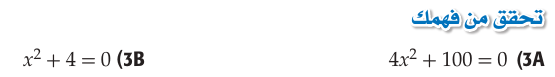 تحقق من فهمك
4x² + 100 = 0 (3A
x² + 4 = 0 (3B